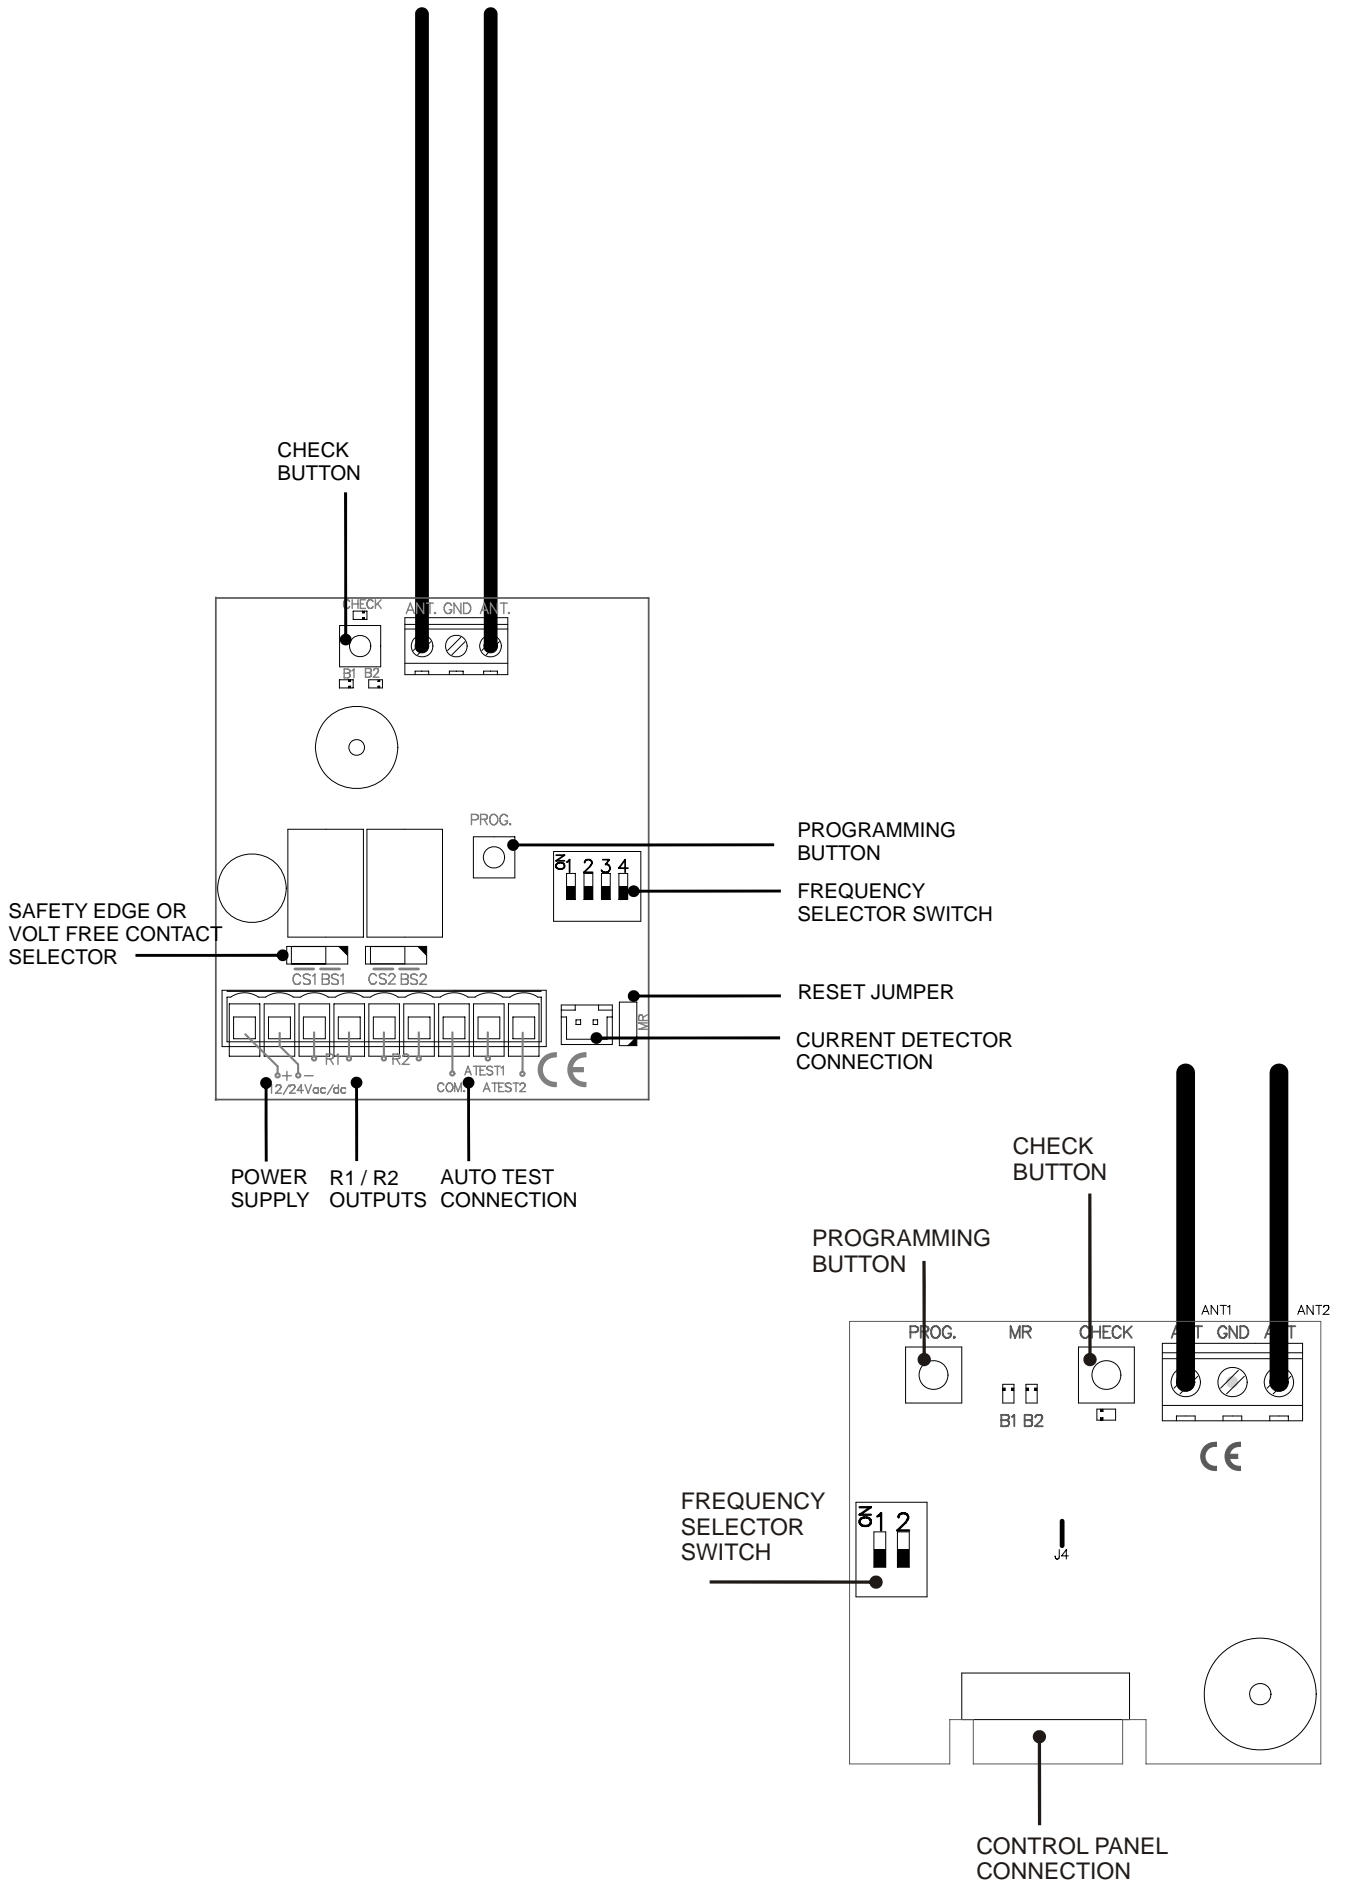 CHECK
BUTTON
CHECK
ANT. GND ANT.
B1 B2
PROG.
PROGRAMMING
BUTTON
ON 1 2 3 4
FREQUENCY
SELECTOR SWITCH
SAFETY EDGE OR
VOLT FREE CONTACT
SELECTOR
CS1 BS1 CS2 BS2
RESET JUMPER
MR
CURRENT DETECTOR
CONNECTION
R1 R2
+ -
12/24Vac/dc
COM.
ATEST1
ATEST2
CE
POWER
SUPPLY
R1 / R2
OUTPUTS
AUTO TEST
CONNECTION
CHECK
BUTTON
PROGRAMMING
BUTTON
ANT1 ANT2
PROG. MR CHECK ANT GND ANT
B1 B2
CE
FREQUENCY
SELECTOR
SWITCH
ON 1 2
J4
CONTROL PANEL
CONNECTION